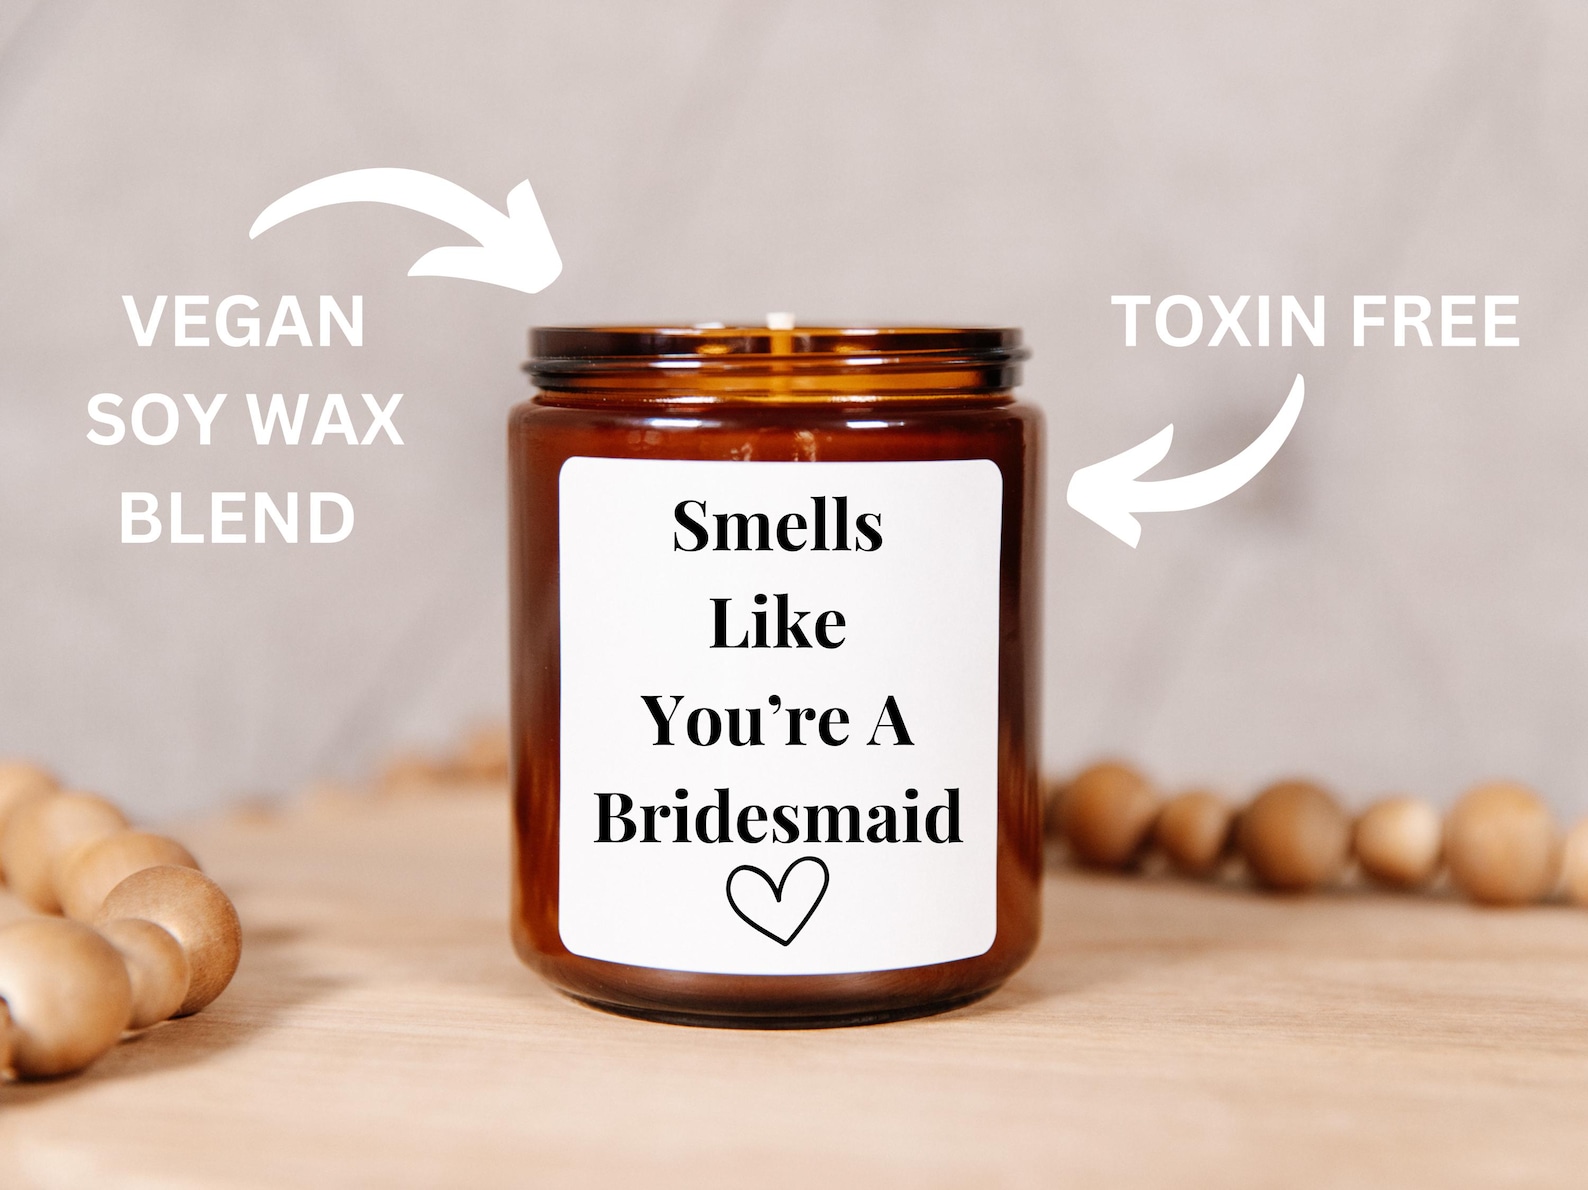 VEGAN
SOY WAX
BLEND
TOXIN FREE
Smells
Like
You’re A
Bridesmaid